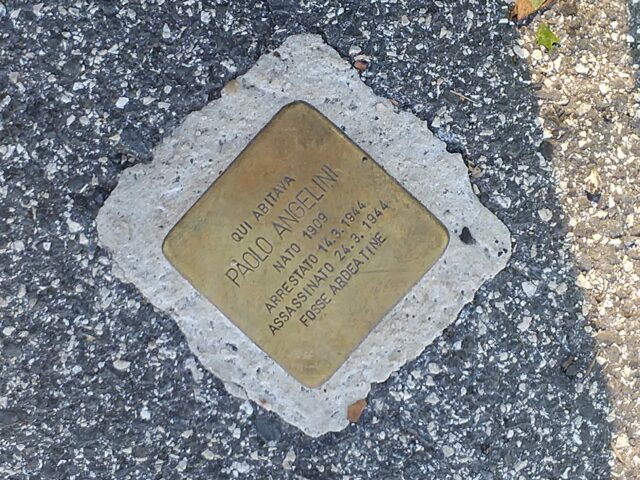 QUI ABITAVA
PAOLO ANGELINI
NATO 1909
ARRESTATO 14.3.1944
ASSASSINATO 24.3.1944
FOSSE ARDEATINE